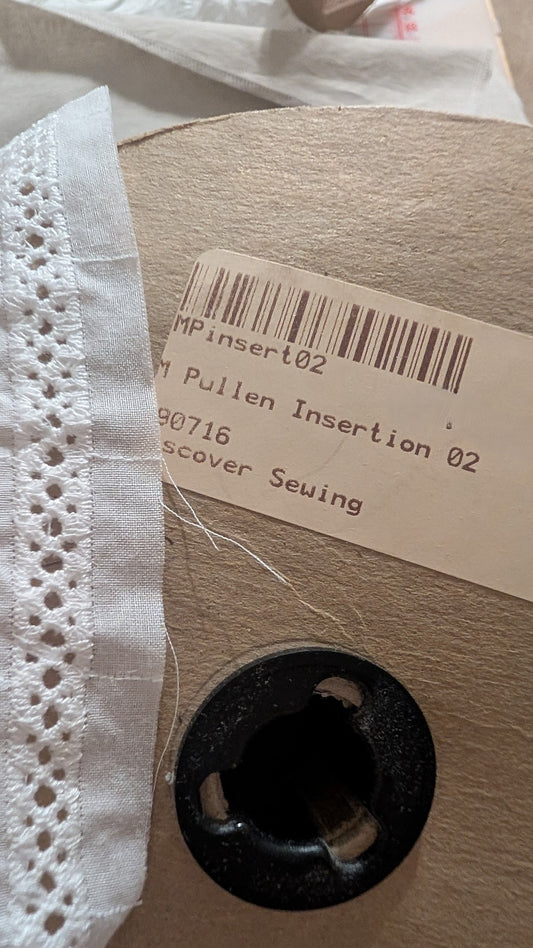 MPinsert02
M Pullen Insertion 02
90716
scover Sewing